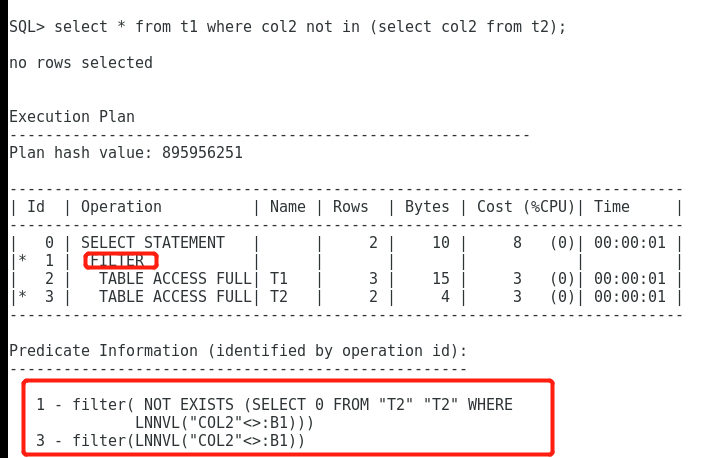 SQL> select * from t1 where col2 not in (select col2 from t2);
no rows selected
Execution Plan
----------------------------------------------------------
Plan hash value: 895956251
---------------------------------------------------------------------------
| Id  | Operation          | Name | Rows  | Bytes | Cost (%CPU)| Time     |
---------------------------------------------------------------------------
|   0 | SELECT STATEMENT   |      |     2 |    10 |     8   (0)| 00:00:01 |
|*  1 |  FILTER            |      |       |       |            |          |
|   2 |   TABLE ACCESS FULL| T1   |     3 |    15 |     3   (0)| 00:00:01 |
|*  3 |   TABLE ACCESS FULL| T2   |     2 |     4 |     3   (0)| 00:00:01 |
---------------------------------------------------------------------------
Predicate Information (identified by operation id):
---------------------------------------------------
1 - filter( NOT EXISTS (SELECT 0 FROM "T2" "T2" WHERE
LNNVL("COL2"<>:B1)))
3 - filter(LNNVL("COL2"<>:B1))